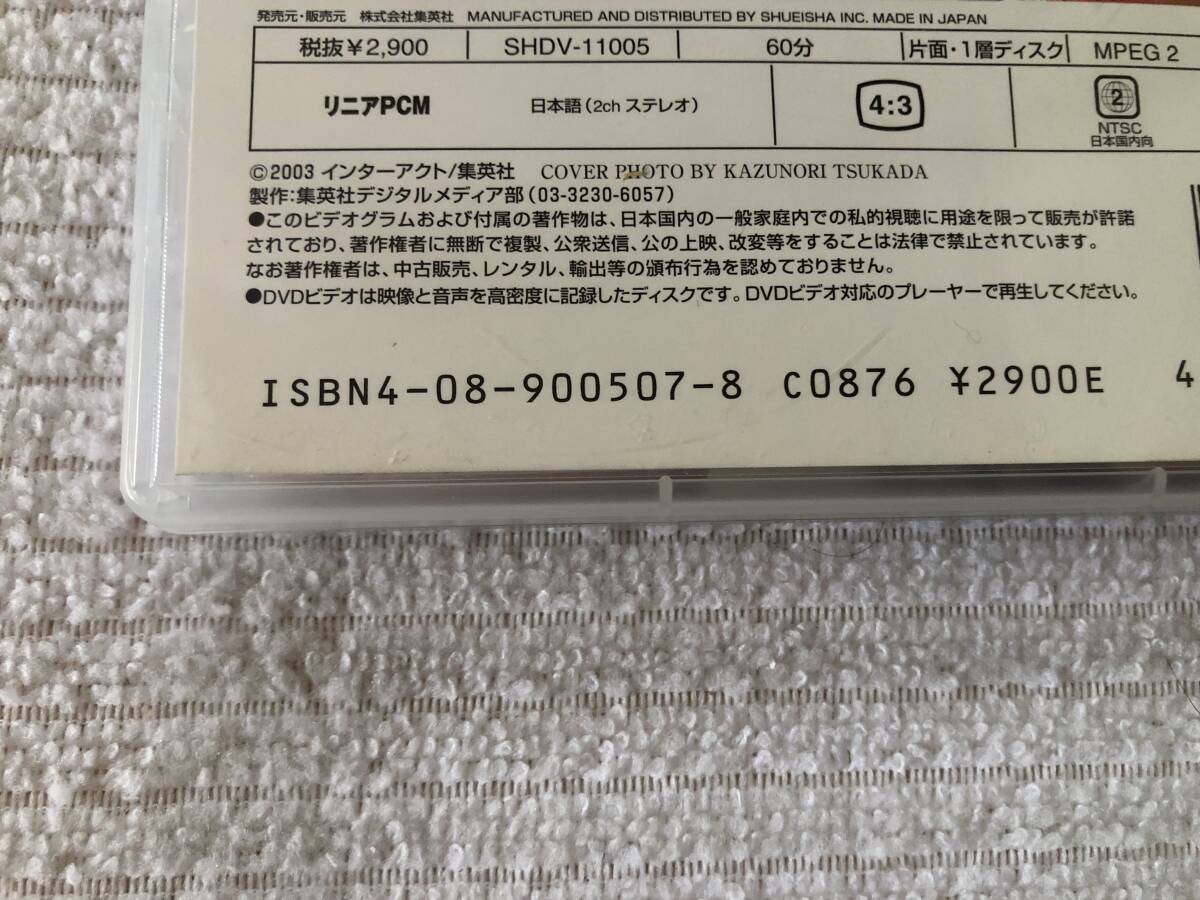 発売元・販売元 株式会社集英社 MANUFACTURED AND DISTRIBUTED BY SHUEISHA INC. MADE IN JAPAN
税抜¥2,900 SHDV-11005 60分 片面・1層ディスク MPEG 2
リニアPCM 日本語(2ch ステレオ) 4:3 2
NTSC
日本国内向
©2003 インターアクト/集英社 COVER PHOTO BY KAZUNORI TSUKADA
製作:集英社デジタルメディア部(03-3230-6057)
●このビデオグラムおよび付属の著作物は、日本国内の一般家庭内での私的視聴に用途を限って販売が許諾
されており、著作権者に無断で複製、公衆送信、公の上映、改変等をすることは法律で禁止されています。
なお著作権者は、中古販売、レンタル、輸出等の頒布行為を認めておりません。
●DVDビデオは映像と音声を高密度に記録したディスクです。DVDビデオ対応のプレーヤーで再生してください。
ISBN4-08-900507-8 C0876 ¥2900E 4